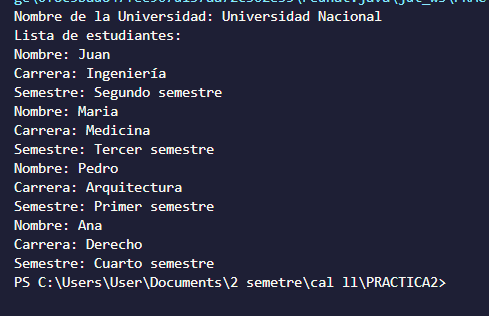 Nombre de la Universidad: Universidad Nacional
Lista de estudiantes:
Nombre: Juan
Carrera: Ingeniería
Semestre: Segundo semestre
Nombre: Maria
Carrera: Medicina
Semestre: Tercer semestre
Nombre: Pedro
Carrera: Arquitectura
Semestre: Primer semestre
Nombre: Ana
Carrera: Derecho
Semestre: Cuarto semestre
PS C:\Users\User\Documents\2 semetre\cal ll\PRACTICA2>